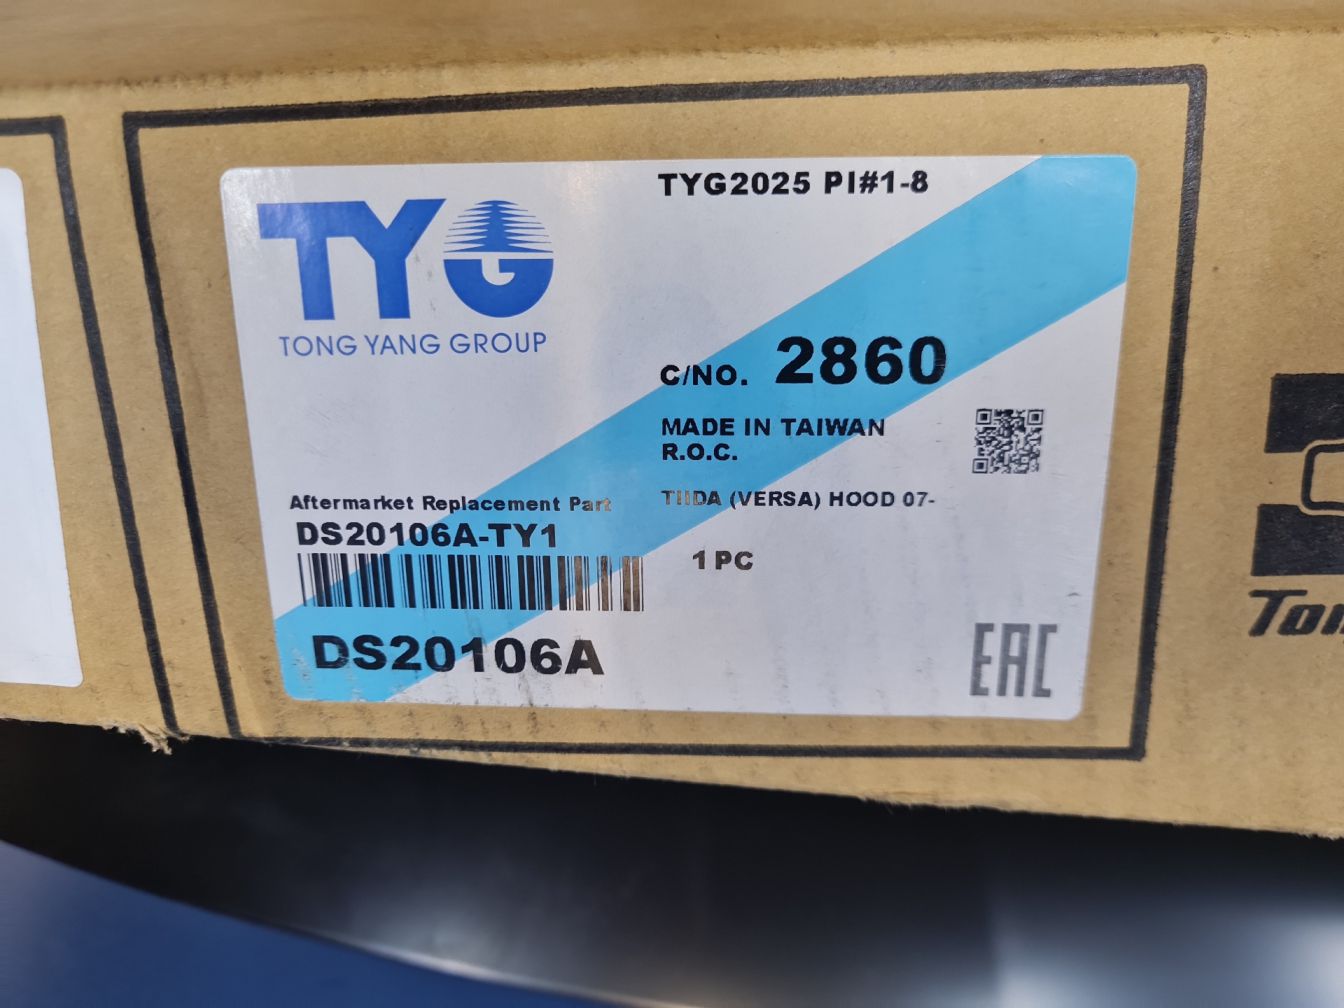 TYG
TONG YANG GROUP
TYG2025 PI#1-8
C/NO. 2860
MADE IN TAIWAN
R.O.C.
TIIDA (VERSA) HOOD 07-
1 PC
Aftermarket Replacement Part
DS20106A-TY1
DS20106A
EAC